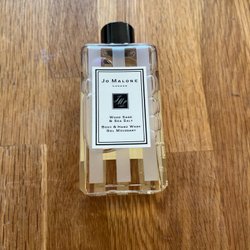 Jo Malone
London
Wood Sage
& Sea Salt
Body & Hand Wash
Gel Moussant